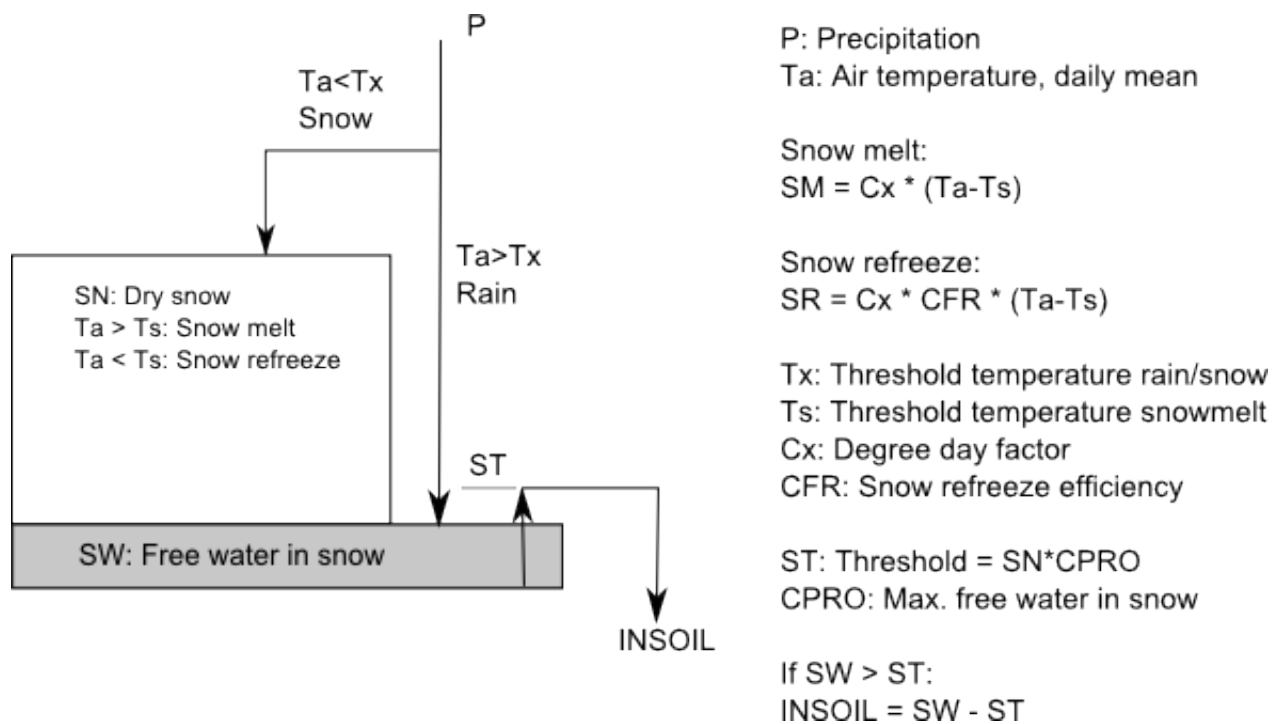 P
Ta<Tx
Snow
Ta>Tx
Rain
SN: Dry snow
Ta > Ts: Snow melt
Ta < Ts: Snow refreeze
ST
SW: Free water in snow
INSOIL
P: Precipitation
Ta: Air temperature, daily mean
Snow melt:
SM = Cx * (Ta-Ts)
Snow refreeze:
SR = Cx * CFR * (Ta-Ts)
Tx: Threshold temperature rain/snow
Ts: Threshold temperature snowmelt
Cx: Degree day factor
CFR: Snow refreeze efficiency
ST: Threshold = SN*CPRO
CPRO: Max. free water in snow
If SW > ST:
INSOIL = SW - ST